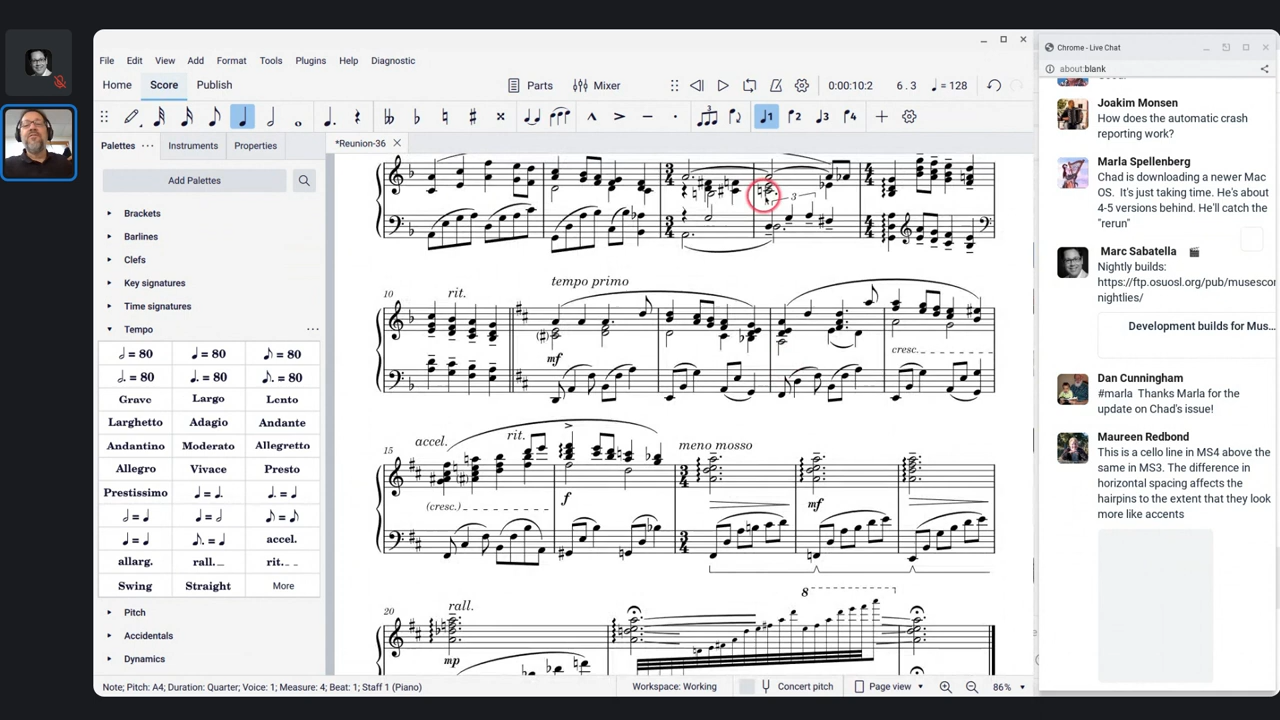 File Edit View Add Format Tools Plugins Help Diagnostic
Home Score Publish
Parts Mixer 0:00:10:2 6 . 3 = 128
1 2 3 4
Palettes Instruments Properties
*Reunion-36
Add Palettes
Brackets
Barlines
Clefs
Key signatures
Time signatures
Tempo
= 80 = 80 = 80
= 80 = 80 = 80
Grave Largo Lento
Larghetto Adagio Andante
Andantino Moderato Allegretto
Allegro Vivace Presto
Prestissimo
accel.
allarg. rall. rit.
Swing Straight More
Pitch
Accidentals
Dynamics
3
10 rit. tempo primo
mf
cresc.
15 accel. rit. meno mosso
(cresc.) f mf
20 rall. 8
mp
Note; Pitch: A4; Duration: Quarter; Voice: 1; Measure: 4; Beat: 1; Staff 1 (Piano)
Workspace: Working Concert pitch Page view 86%
Chrome - Live Chat
about:blank
Joakim Monsen
How does the automatic crash
reporting work?
Marla Spellenberg
Chad is downloading a newer Mac
OS. It's just taking time. He's about
4-5 versions behind. He'll catch the
"rerun"
Marc Sabatella
Nightly builds:
https://ftp.osuosl.org/pub/musescor
nightlies/
Development builds for Mus...
Dan Cunningham
#marla Thanks Marla for the
update on Chad's issue!
Maureen Redbond
This is a cello line in MS4 above the
same in MS3. The difference in
horizontal spacing affects the
hairpins to the extent that they look
more like accents